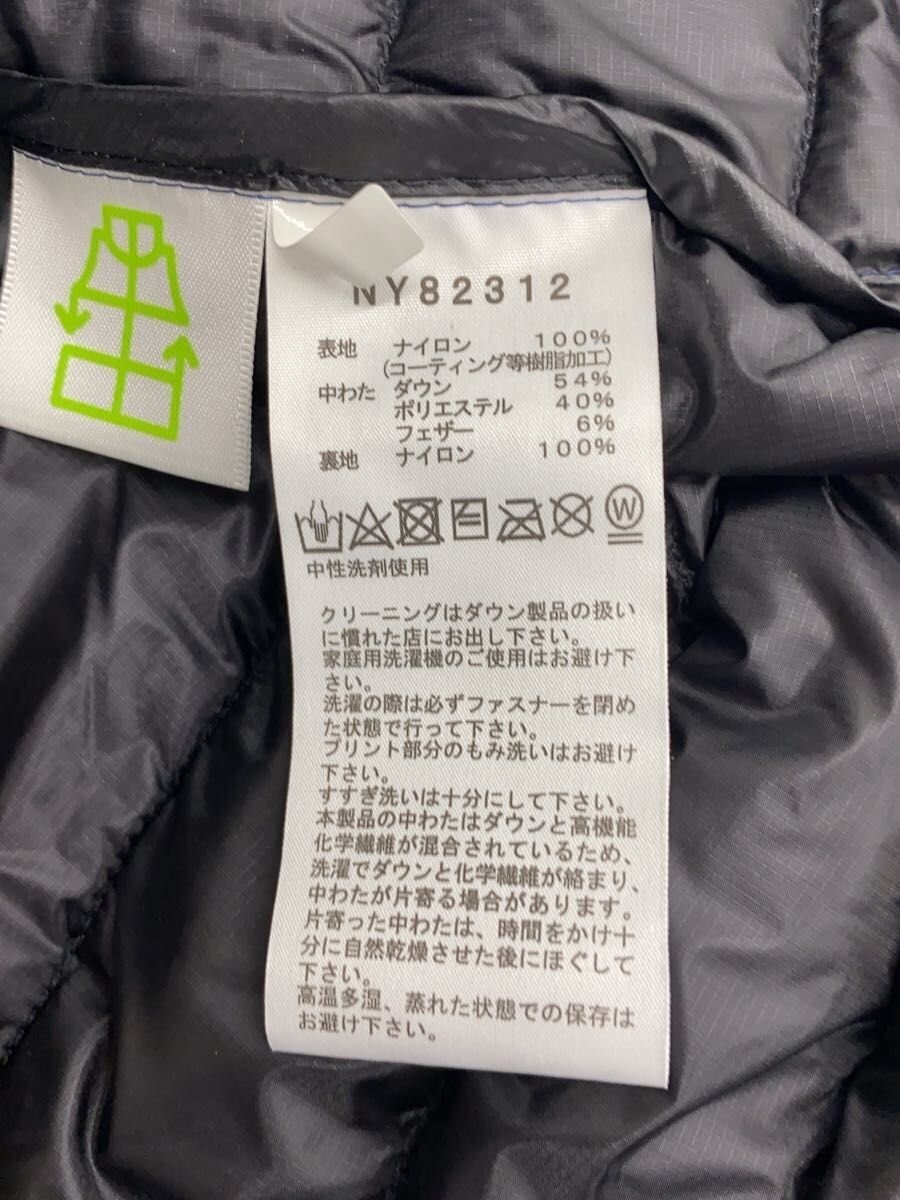 NY82312
表地 ナイロン 100%
(コーティング等樹脂加工)
中わた ダウン 54%
ポリエステル 40%
フェザー 6%
裏地 ナイロン 100%
W
中性洗剤使用
クリーニングはダウン製品の扱い
に慣れた店にお出し下さい。
家庭用洗濯機のご使用はお避け下
さい。
洗濯の際は必ずファスナーを閉め
た状態で行って下さい。
プリント部分のもみ洗いはお避け
下さい。
すすぎ洗いは十分にして下さい。
本製品の中わたはダウンと高機能
化学繊維が混合されているため、
洗濯でダウンと化学繊維が絡まり、
中わたが片寄る場合があります。
片寄った中わたは、時間をかけ十
分に自然乾燥させた後にほぐして
下さい。
高温多湿、蒸れた状態での保存は
お避け下さい。